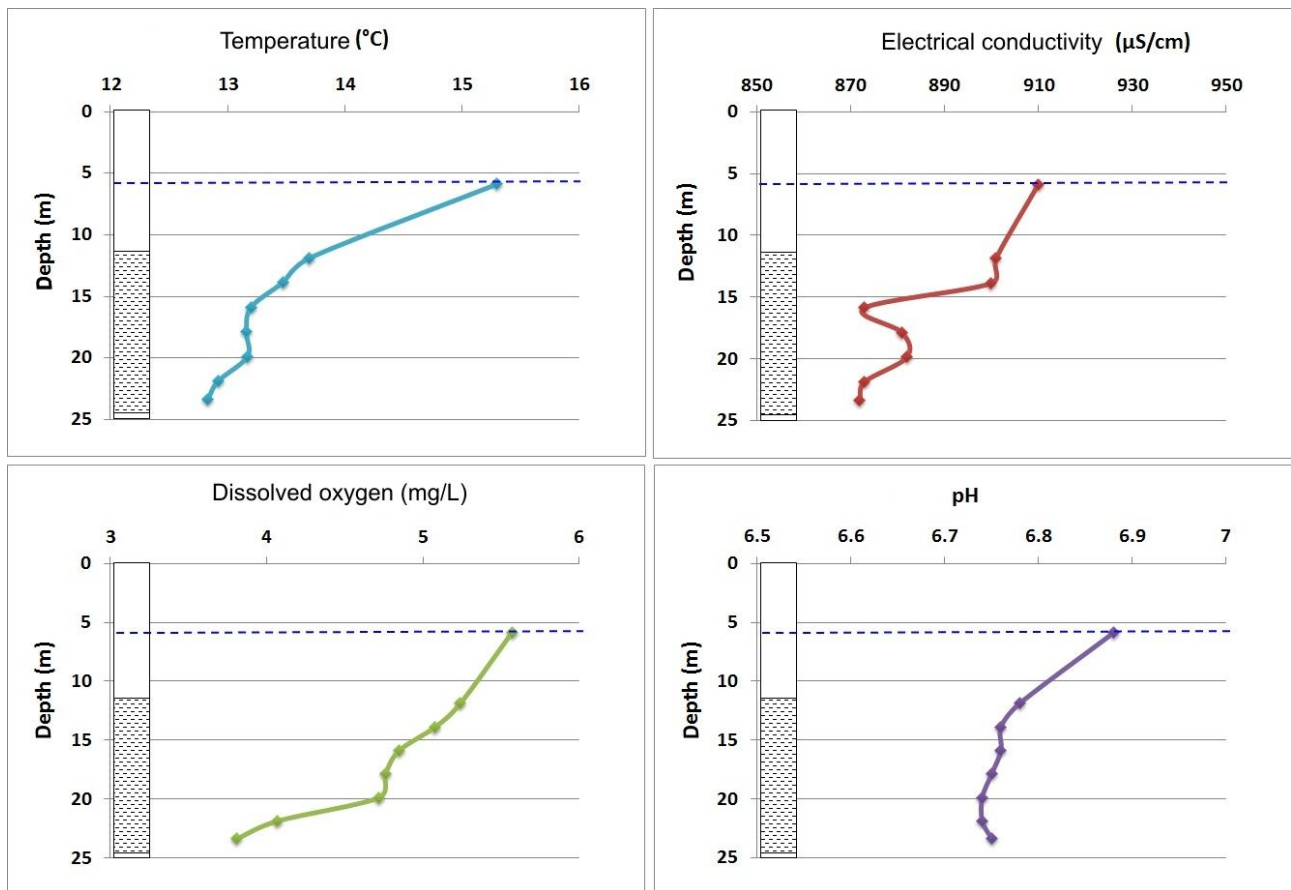 Temperature (°C)
12 13 14 15 16
0
5
10
15
20
25
Depth (m)
Electrical conductivity (µS/cm)
850 870 890 910 930 950
0
5
10
15
20
25
Depth (m)
Dissolved oxygen (mg/L)
3 4 5 6
0
5
10
15
20
25
Depth (m)
pH
6.5 6.6 6.7 6.8 6.9 7
0
5
10
15
20
25
Depth (m)